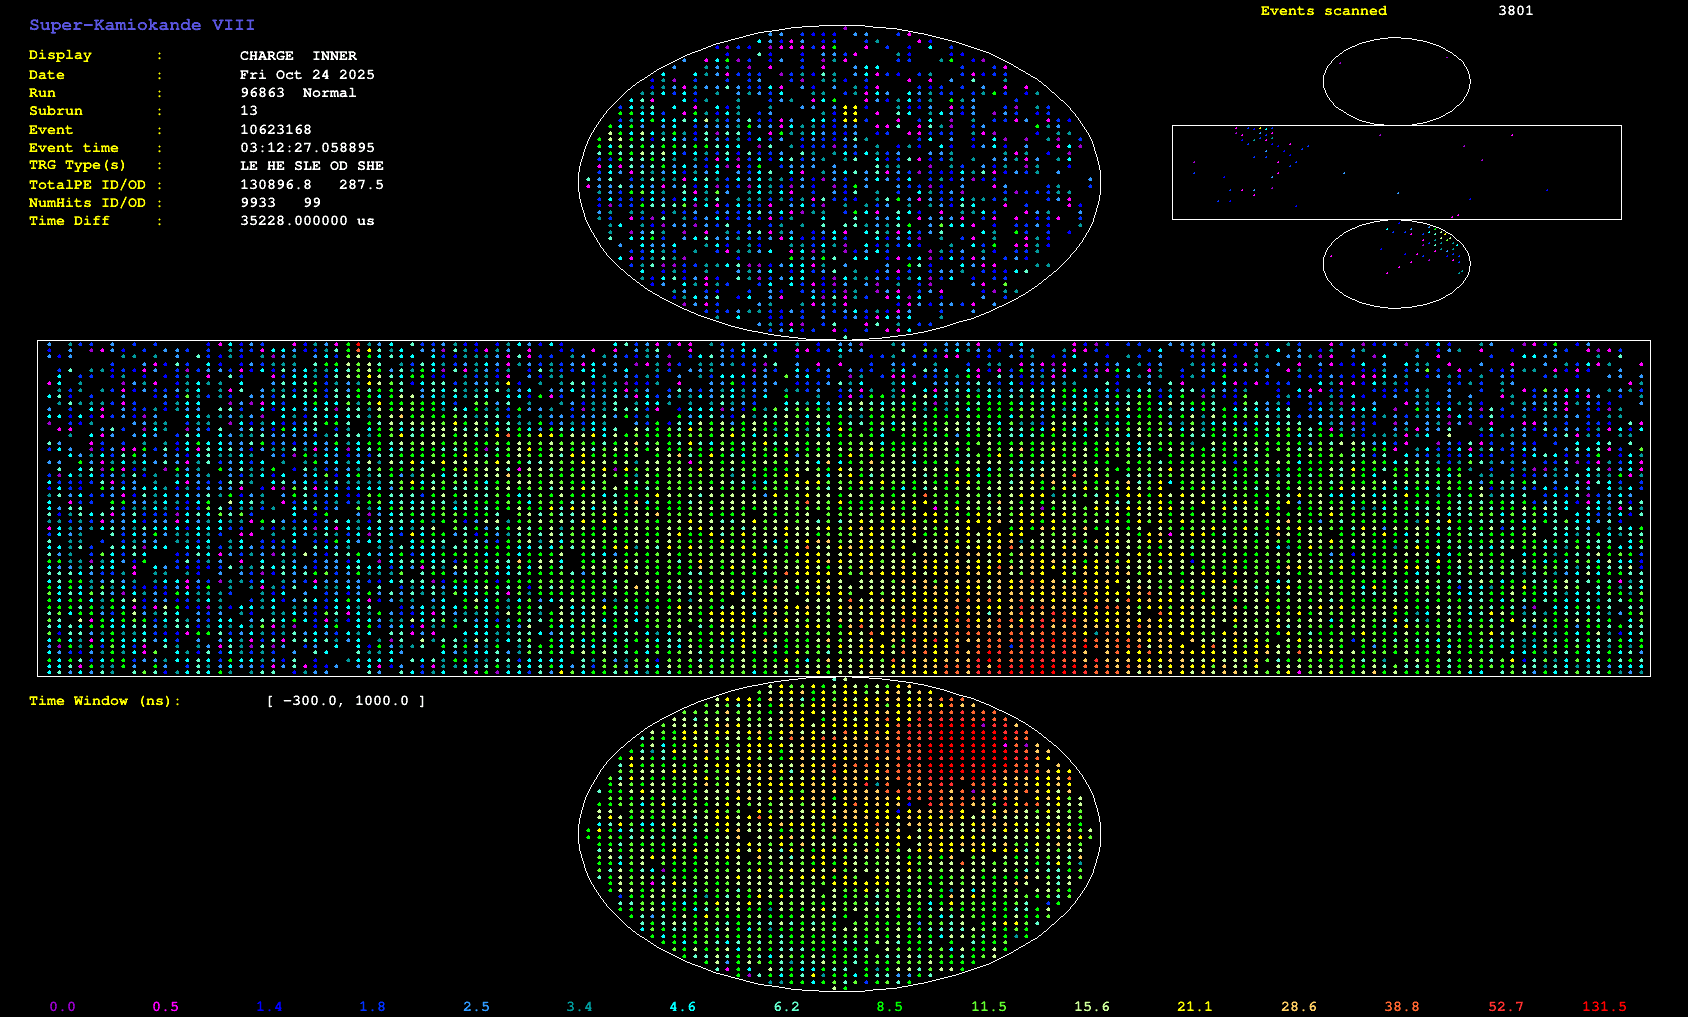 Super-Kamiokande VIII
Events scanned 3801
Display : CHARGE INNER
Date : Fri Oct 24 2025
Run : 96863 Normal
Subrun : 13
Event : 10623168
Event time : 03:12:27.058895
TRG Type(s) : LE HE SLE OD SHE
TotalPE ID/OD : 130896.8 287.5
NumHits ID/OD : 9933 99
Time Diff : 35228.000000 us
Time Window (ns): [ -300.0, 1000.0 ]
0.0 0.5 1.4 1.8 2.5 3.4 4.6 6.2 8.5 11.5 15.6 21.1 28.6 38.8 52.7 131.5